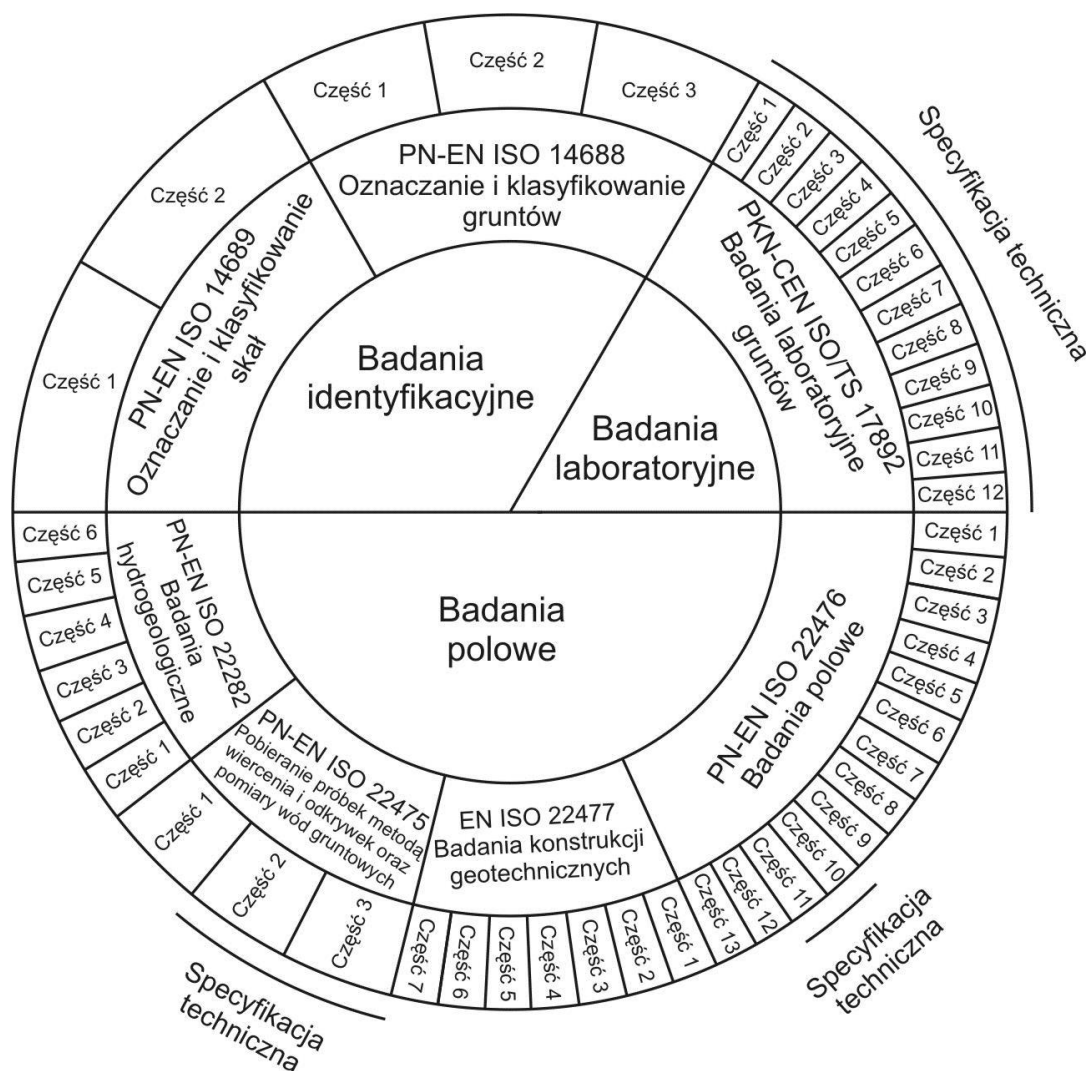 Badania
identyfikacyjne
Badania
laboratoryjne
Badania
polowe
PN-EN ISO 14689
Oznaczanie i klasyfikowanie
skał
Część 1
Część 2
PN-EN ISO 14688
Oznaczanie i klasyfikowanie
gruntów
Część 1
Część 2
Część 3
PKN-CEN ISO/TS 17892
Badania laboratoryjne
gruntów
Część 1
Część 2
Część 3
Część 4
Część 5
Część 6
Część 7
Część 8
Część 9
Część 10
Część 11
Część 12
Specyfikacja techniczna
PN-EN ISO 22476
Badania polowe
Część 1
Część 2
Część 3
Część 4
Część 5
Część 6
Część 7
Część 8
Część 9
Część 10
Część 11
Część 12
Część 13
Specyfikacja
techniczna
EN ISO 22477
Badania konstrukcji
geotechnicznych
Część 1
Część 2
Część 3
Część 4
Część 5
Część 6
Część 7
PN-EN ISO 22475
Pobieranie próbek metodą
wiercenia i odkrywek oraz
pomiary wód gruntowych
Część 1
Część 2
Część 3
Specyfikacja
techniczna
PN-EN ISO 22282
Badania
hydrogeologiczne
Część 1
Część 2
Część 3
Część 4
Część 5
Część 6